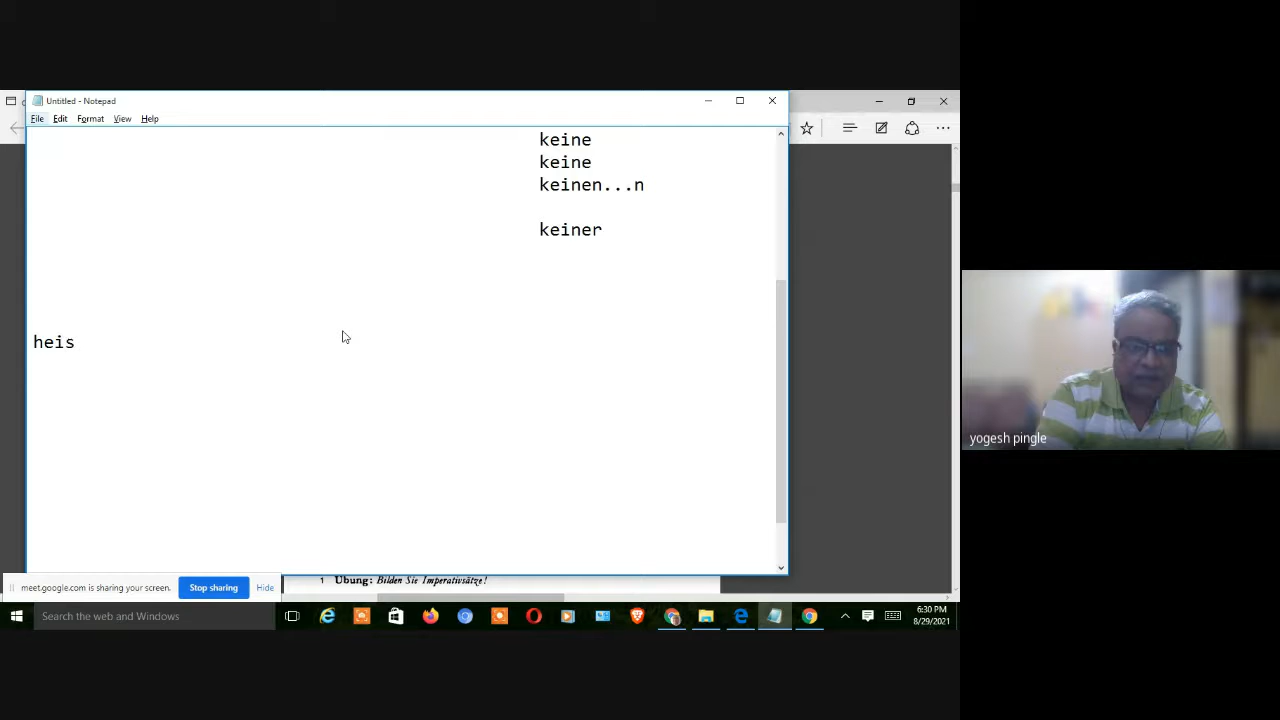 Untitled - Notepad
File Edit Format View Help
keine
keine
keinen...n
keiner
heis
yogesh pingle
meet.google.com is sharing your screen. Stop sharing Hide
1 Übung: Bilden Sie Imperativsätze!
Search the web and Windows
6:30 PM
8/29/2021